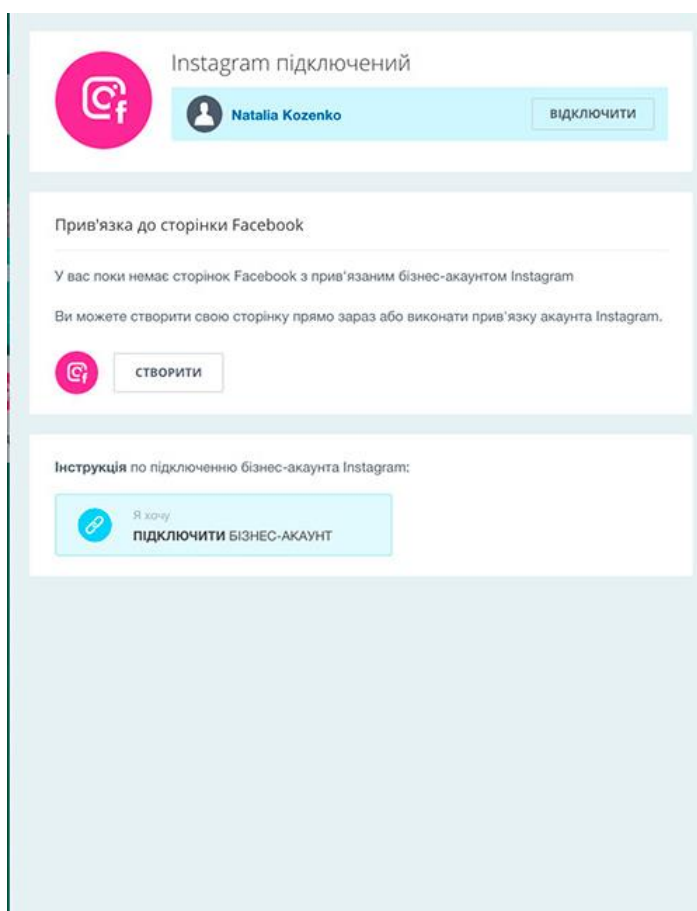 Instagram підключений
Natalia Kozenko
ВІДКЛЮЧИТИ
Прив'язка до сторінки Facebook
У вас поки немає сторінок Facebook з прив'язаним бізнес-акаунтом Instagram
Ви можете створити свою сторінку прямо зараз або виконати прив'язку акаунта Instagram.
СТВОРИТИ
Інструкція по підключенню бізнес-акаунта Instagram:
Я хочу
ПІДКЛЮЧИТИ БІЗНЕС-АКАУНТ